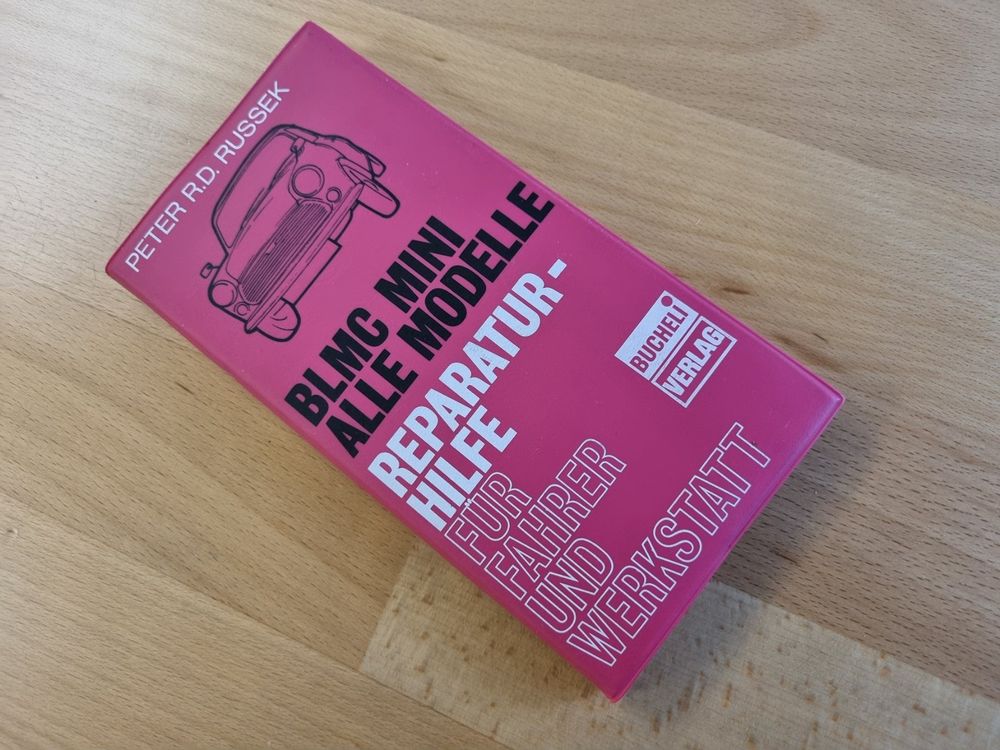 PETER R.D. RUSSEK
BLMC MINI
ALLE MODELLE
REPARATUR-
HILFE
FÜR
FAHRER
UND
WERKSTATT
BUCHELI
VERLAG